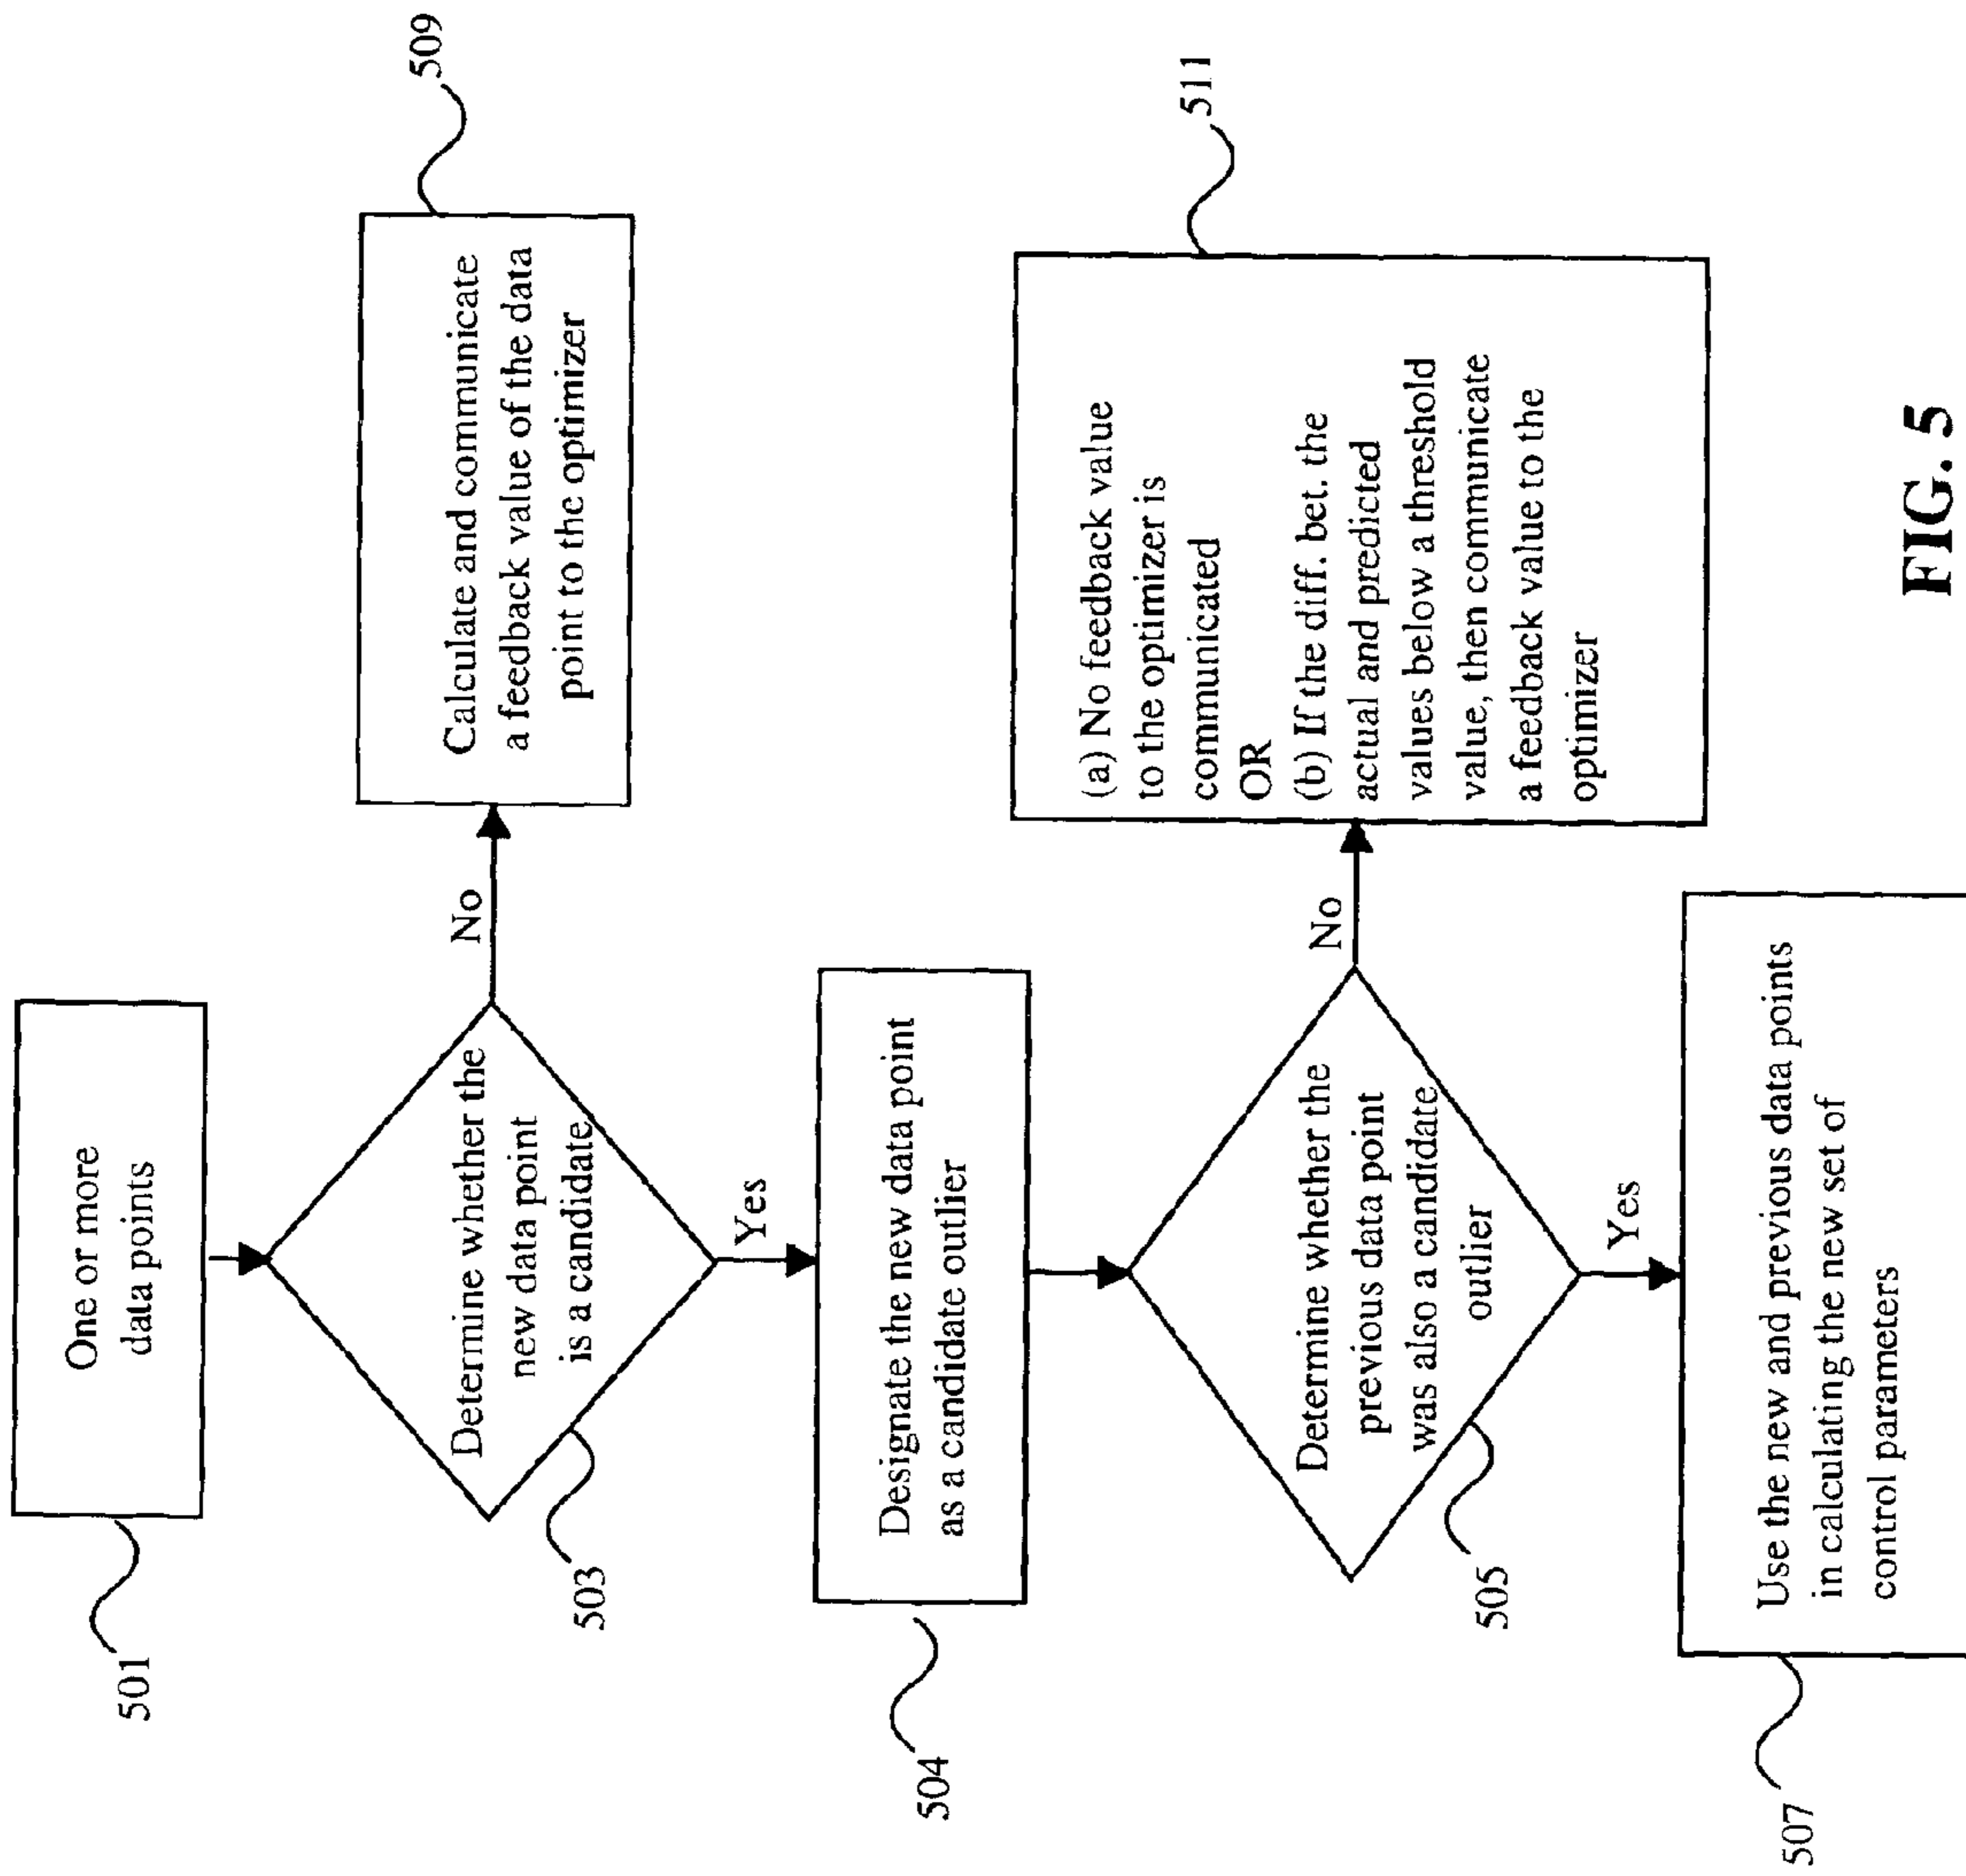 501
One or more
data points
503
Determine whether the
new data point
is a candidate
No
Calculate and communicate
a feedback value of the data
point to the optimizer
509
Yes
504
Designate the new data point
as a candidate outlier
505
Determine whether the
previous data point
was also a candidate
outlier
No
(a) No feedback value
to the optimizer is
communicated
OR
(b) If the diff. bet. the
actual and predicted
values below a threshold
value, then communicate
a feedback value to the
optimizer
511
Yes
507
Use the new and previous data points
in calculating the new set of
control parameters
FIG. 5